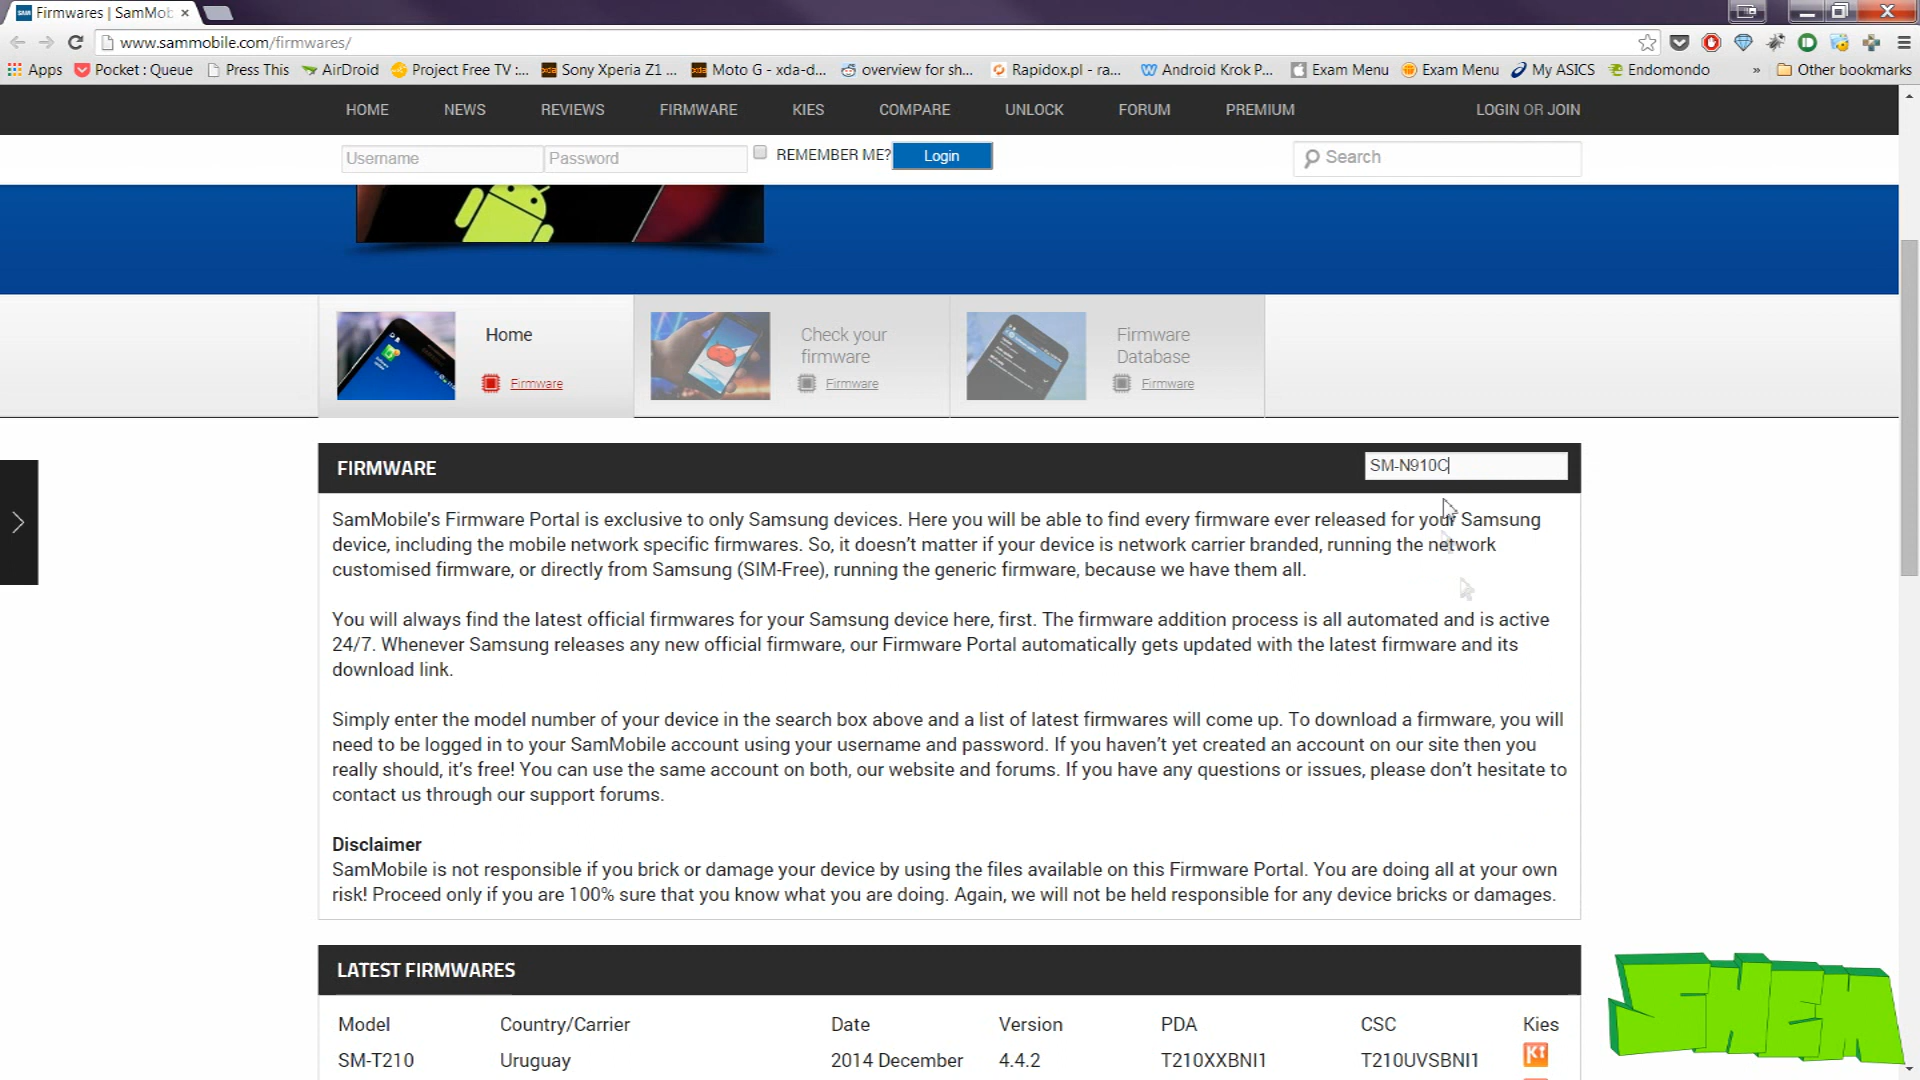 Firmwares | SamMob
www.sammobile.com/firmwares/
Apps Pocket : Queue Press This AirDroid Project Free TV :... Sony Xperia Z1 ... Moto G - xda-d... overview for sh... Rapidox.pl - ra... Android Krok P... Exam Menu Exam Menu My ASICS Endomondo » Other bookmarks
HOME NEWS REVIEWS FIRMWARE KIES COMPARE UNLOCK FORUM PREMIUM LOGIN OR JOIN
Username Password REMEMBER ME? Login Search
Home
Firmware
Check your
firmware
Firmware
Firmware
Database
Firmware
FIRMWARE SM-N910C
SamMobile's Firmware Portal is exclusive to only Samsung devices. Here you will be able to find every firmware ever released for your Samsung
device, including the mobile network specific firmwares. So, it doesn't matter if your device is network carrier branded, running the network
customised firmware, or directly from Samsung (SIM-Free), running the generic firmware, because we have them all.
You will always find the latest official firmwares for your Samsung device here, first. The firmware addition process is all automated and is active
24/7. Whenever Samsung releases any new official firmware, our Firmware Portal automatically gets updated with the latest firmware and its
download link.
Simply enter the model number of your device in the search box above and a list of latest firmwares will come up. To download a firmware, you will
need to be logged in to your SamMobile account using your username and password. If you haven't yet created an account on our site then you
really should, it's free! You can use the same account on both, our website and forums. If you have any questions or issues, please don't hesitate to
contact us through our support forums.
Disclaimer
SamMobile is not responsible if you brick or damage your device by using the files available on this Firmware Portal. You are doing all at your own
risk! Proceed only if you are 100% sure that you know what you are doing. Again, we will not be held responsible for any device bricks or damages.
LATEST FIRMWARES
Model Country/Carrier Date Version PDA CSC Kies
SM-T210 Uruguay 2014 December 4.4.2 T210XXBNI1 T210UVSBNI1